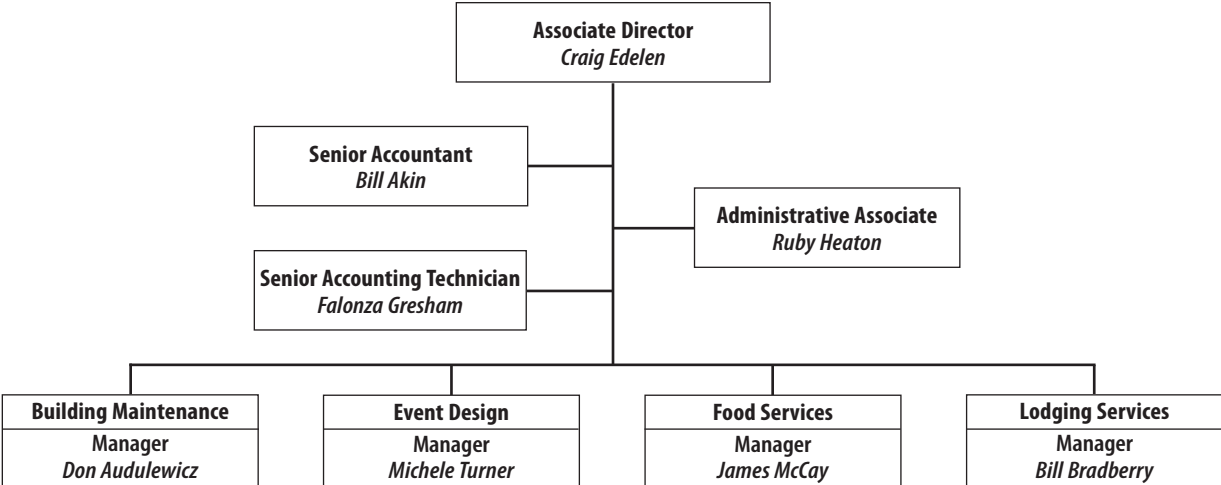 Associate Director
Craig Edelen
Senior Accountant
Bill Akin
Administrative Associate
Ruby Heaton
Senior Accounting Technician
Falonza Gresham
Building Maintenance
Manager
Don Audulewicz
Event Design
Manager
Michele Turner
Food Services
Manager
James McCay
Lodging Services
Manager
Bill Bradberry